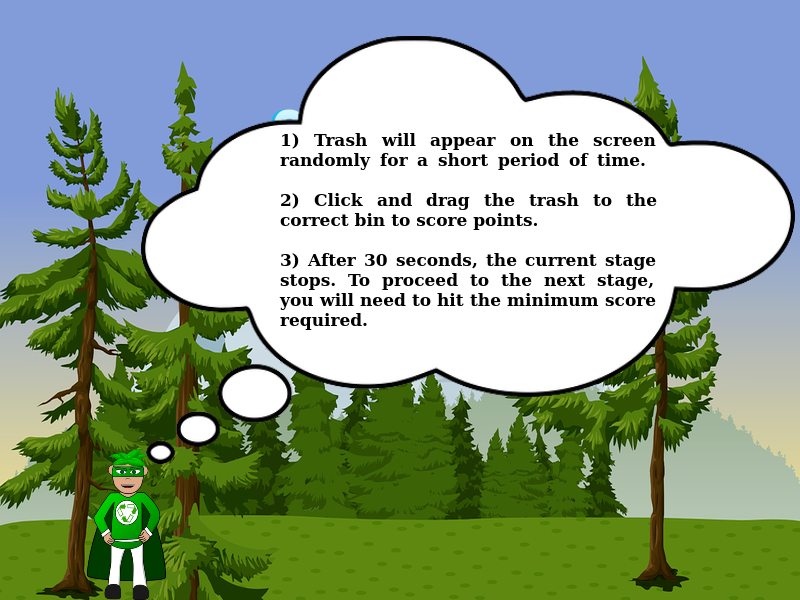 1) Trash will appear on the screen
randomly for a short period of time.
2) Click and drag the trash to the
correct bin to score points.
3) After 30 seconds, the current stage
stops. To proceed to the next stage,
you will need to hit the minimum score
required.